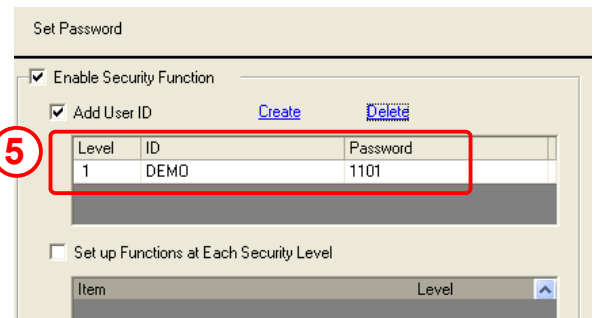 Set Password
Enable Security Function
Add User ID Create Delete
5
Level ID Password
1 DEMO 1101
Set up Functions at Each Security Level
Item Level